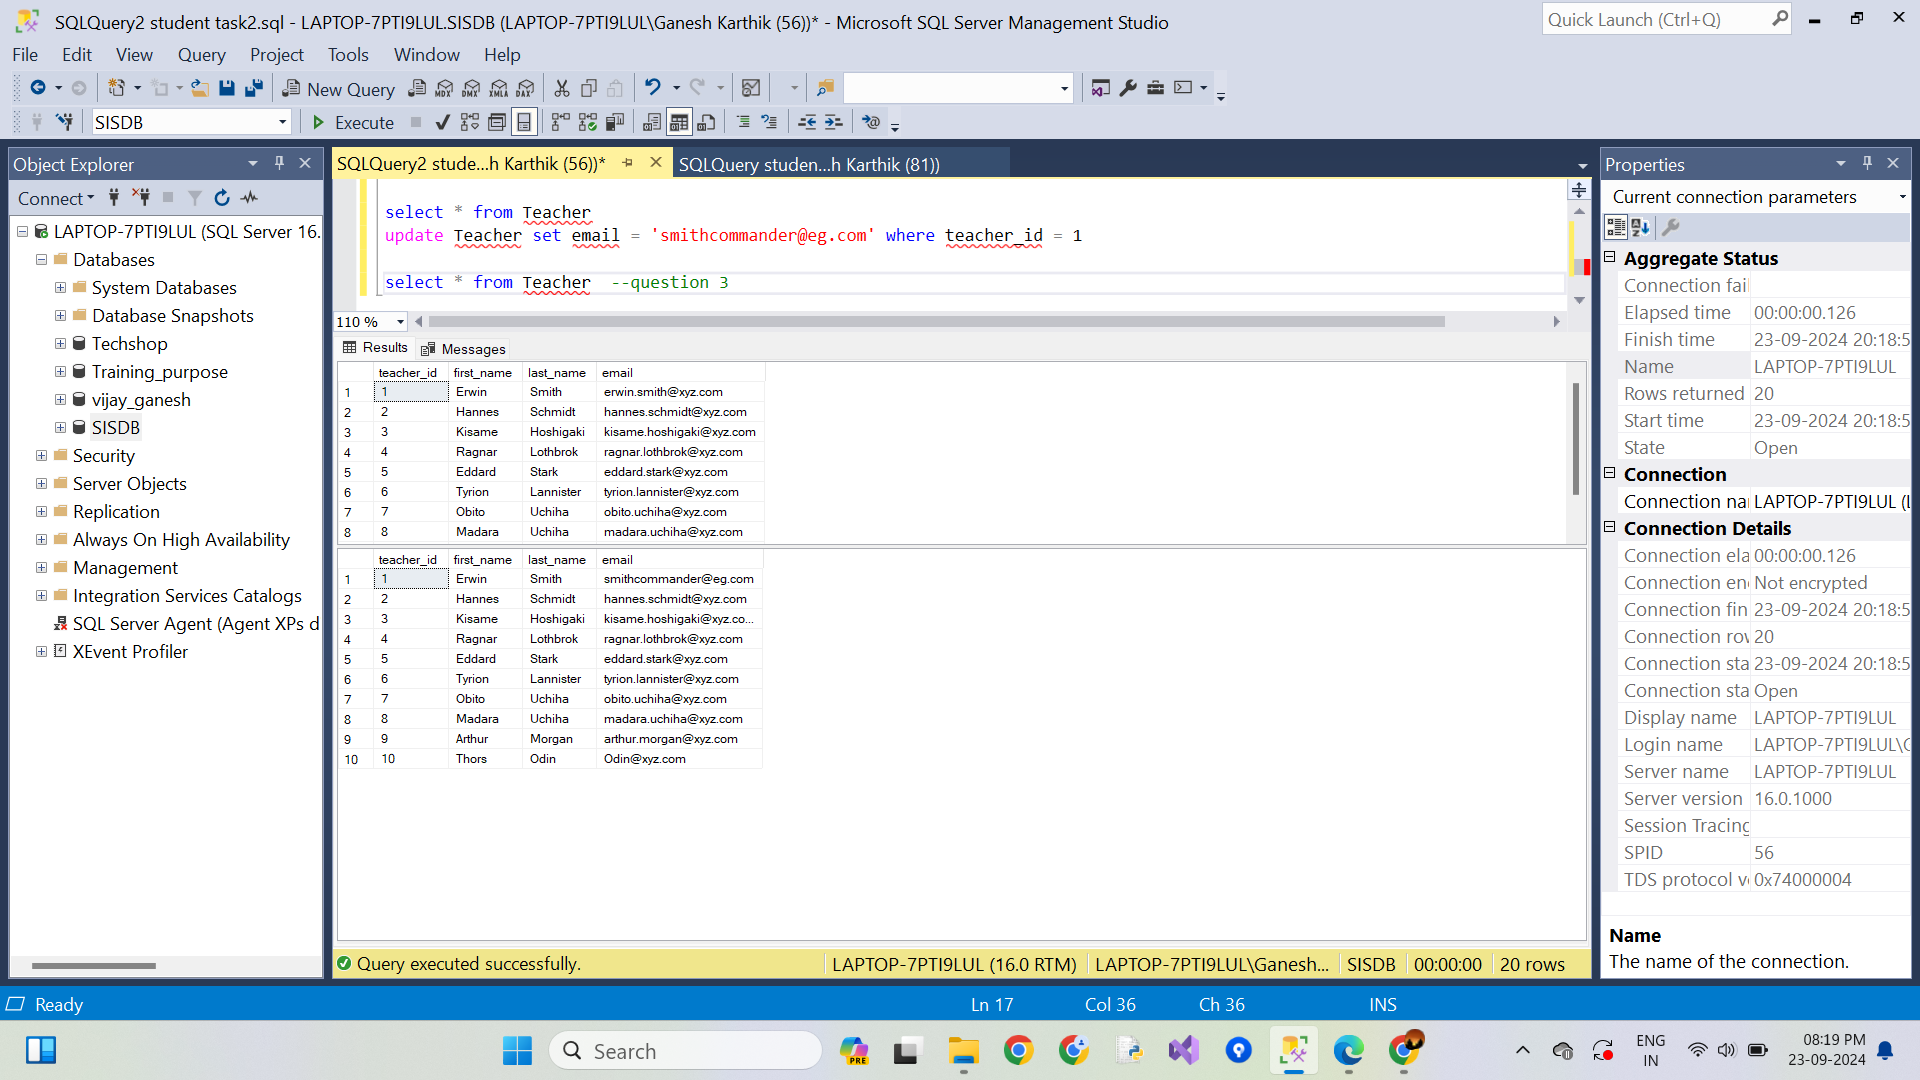 SQLQuery2 student task2.sql - LAPTOP-7PTI9LUL.SISDB (LAPTOP-7PTI9LUL\Ganesh Karthik (56))* - Microsoft SQL Server Management Studio
Quick Launch (Ctrl+Q)
File Edit View Query Project Tools Window Help
New Query
MDX DMX XMLA DAX
SISDB
Execute
Object Explorer
Connect
LAPTOP-7PTI9LUL (SQL Server 16.
Databases
System Databases
Database Snapshots
Techshop
Training_purpose
vijay_ganesh
SISDB
Security
Server Objects
Replication
Always On High Availability
Management
Integration Services Catalogs
SQL Server Agent (Agent XPs d
XEvent Profiler
SQLQuery2 stude...h Karthik (56))*
SQLQuery studen...h Karthik (81))
select * from Teacher
update Teacher set email = 'smithcommander@eg.com' where teacher_id = 1
select * from Teacher --question 3
110 %
Results Messages
teacher_id first_name last_name email
1 1 Erwin Smith erwin.smith@xyz.com
2 2 Hannes Schmidt hannes.schmidt@xyz.com
3 3 Kisame Hoshigaki kisame.hoshigaki@xyz.com
4 4 Ragnar Lothbrok ragnar.lothbrok@xyz.com
5 5 Eddard Stark eddard.stark@xyz.com
6 6 Tyrion Lannister tyrion.lannister@xyz.com
7 7 Obito Uchiha obito.uchiha@xyz.com
8 8 Madara Uchiha madara.uchiha@xyz.com
teacher_id first_name last_name email
1 1 Erwin Smith smithcommander@eg.com
2 2 Hannes Schmidt hannes.schmidt@xyz.com
3 3 Kisame Hoshigaki kisame.hoshigaki@xyz.co...
4 4 Ragnar Lothbrok ragnar.lothbrok@xyz.com
5 5 Eddard Stark eddard.stark@xyz.com
6 6 Tyrion Lannister tyrion.lannister@xyz.com
7 7 Obito Uchiha obito.uchiha@xyz.com
8 8 Madara Uchiha madara.uchiha@xyz.com
9 9 Arthur Morgan arthur.morgan@xyz.com
10 10 Thors Odin Odin@xyz.com
Query executed successfully.
LAPTOP-7PTI9LUL (16.0 RTM) LAPTOP-7PTI9LUL\Ganesh... SISDB 00:00:00 20 rows
Properties
Current connection parameters
Aggregate Status
Connection fail
Elapsed time 00:00:00.126
Finish time 23-09-2024 20:18:5
Name LAPTOP-7PTI9LUL
Rows returned 20
Start time 23-09-2024 20:18:5
State Open
Connection
Connection nar LAPTOP-7PTI9LUL (L
Connection Details
Connection ela 00:00:00.126
Connection en Not encrypted
Connection fin 23-09-2024 20:18:5
Connection rov 20
Connection sta 23-09-2024 20:18:5
Connection sta Open
Display name LAPTOP-7PTI9LUL
Login name LAPTOP-7PTI9LUL\G
Server name LAPTOP-7PTI9LUL
Server version 16.0.1000
Session Tracing
SPID 56
TDS protocol v 0x74000004
Name
The name of the connection.
Ready
Ln 17 Col 36 Ch 36 INS
Search
PRE
ENG
IN
08:19 PM
23-09-2024